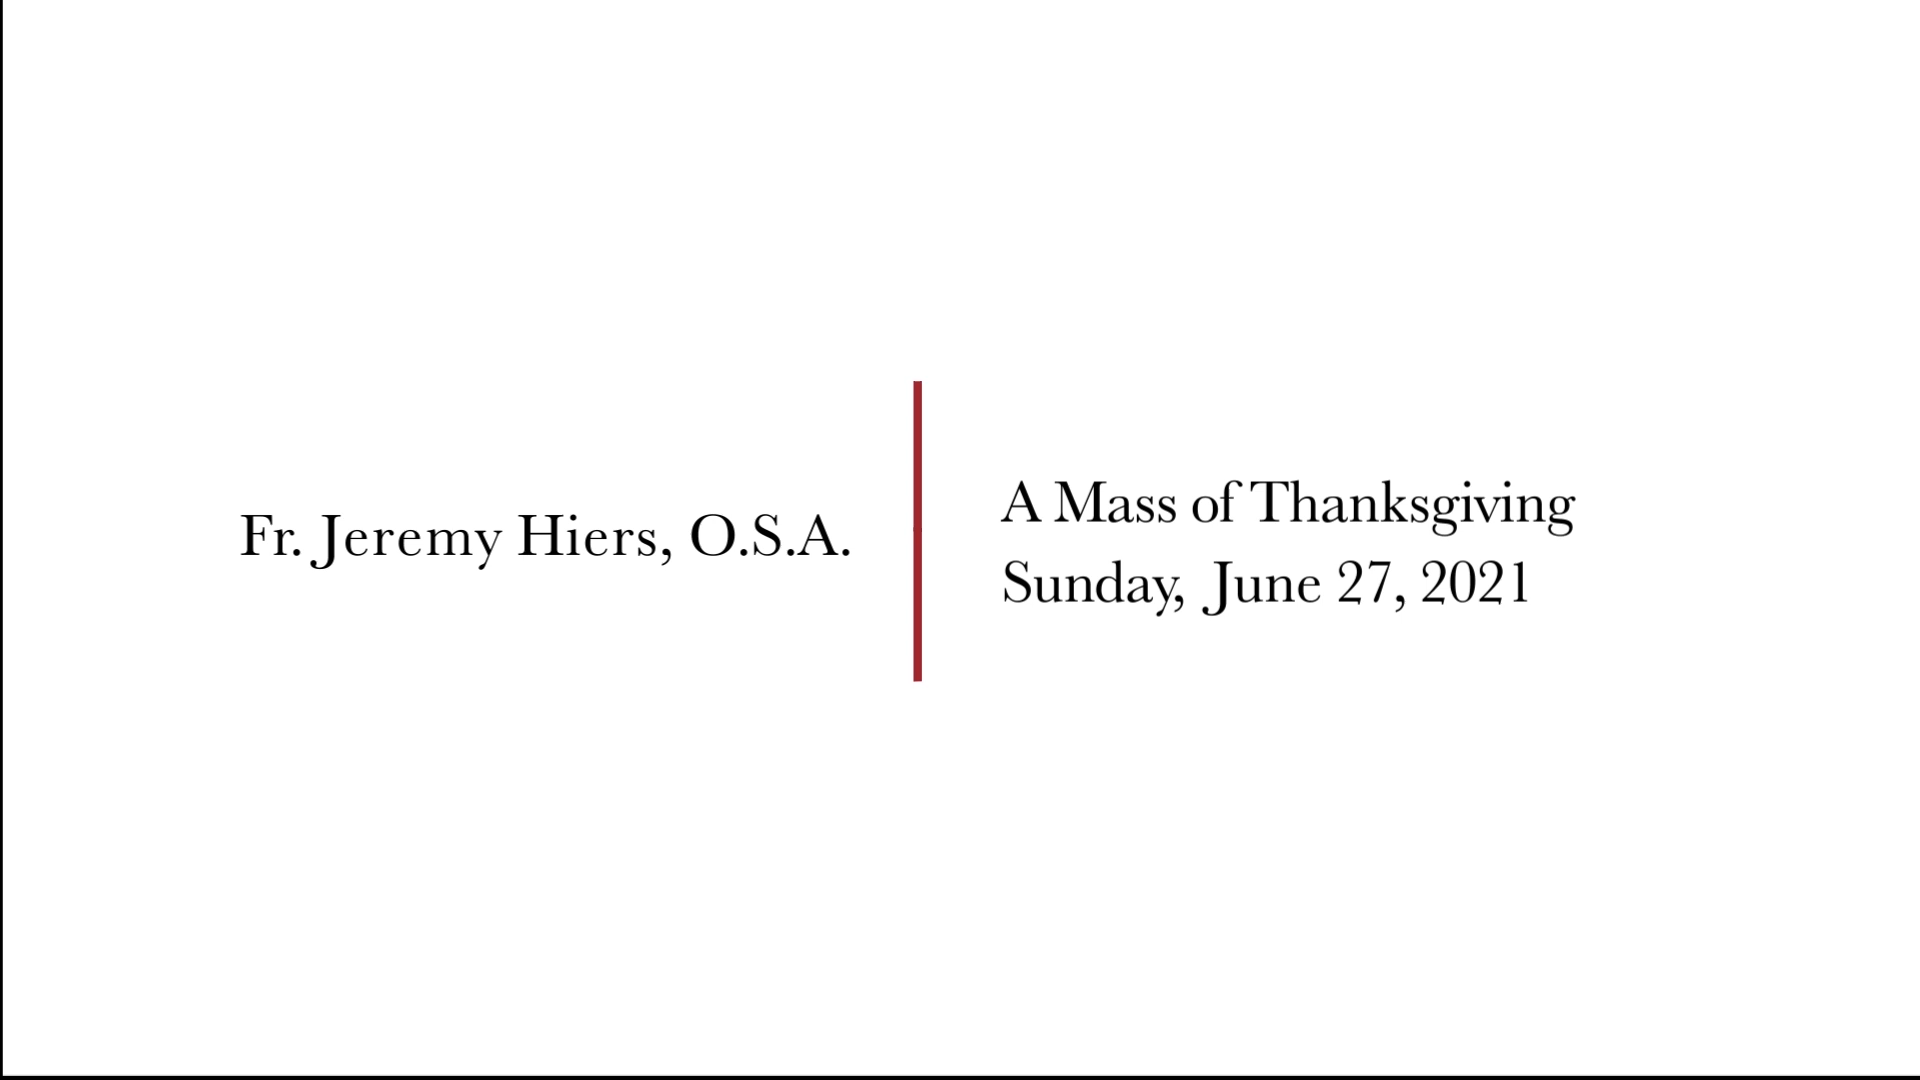 Fr. Jeremy Hiers, O.S.A.
A Mass of Thanksgiving
Sunday, June 27, 2021